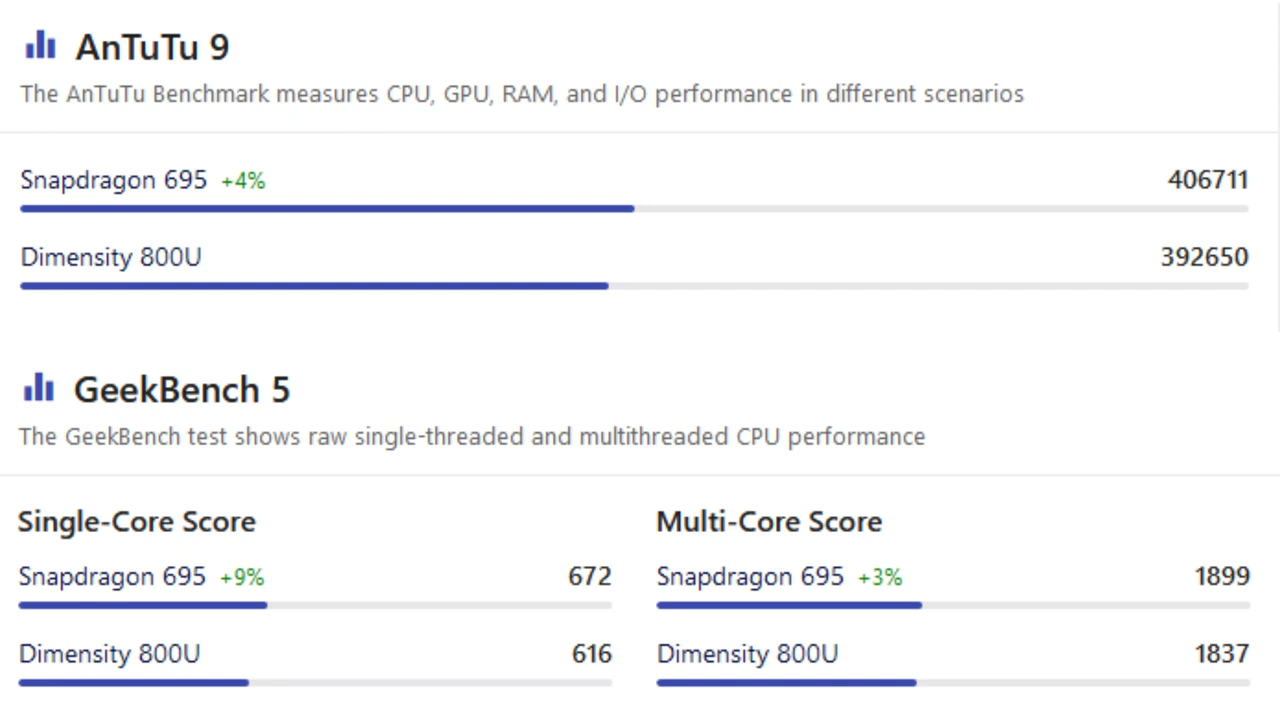 AnTuTu 9
The AnTuTu Benchmark measures CPU, GPU, RAM, and I/O performance in different scenarios
Snapdragon 695 +4% 406711
Dimensity 800U 392650
GeekBench 5
The GeekBench test shows raw single-threaded and multithreaded CPU performance
Single-Core Score
Snapdragon 695 +9% 672
Dimensity 800U 616
Multi-Core Score
Snapdragon 695 +3% 1899
Dimensity 800U 1837